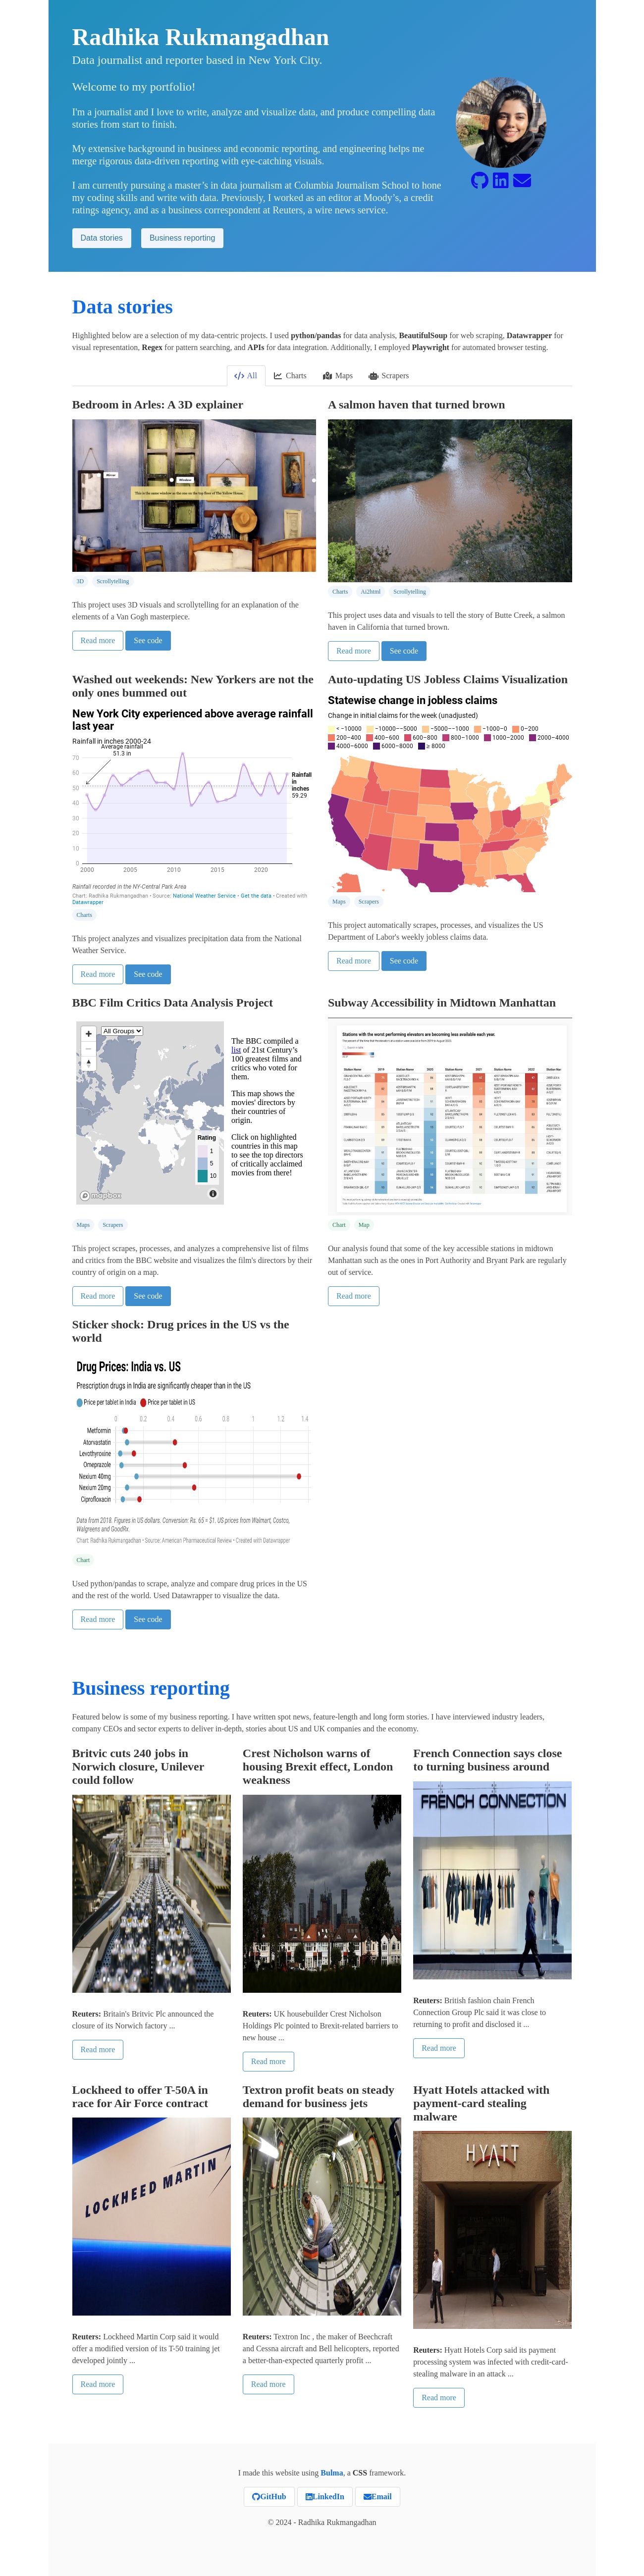 Radhika Rukmangadhan
Data journalist and reporter based in New York City.
Welcome to my portfolio!
I'm a journalist and I love to write, analyze and visualize data, and produce compelling data
stories from start to finish.
My extensive background in business and economic reporting, and engineering helps me
merge rigorous data-driven reporting with eye-catching visuals.
I am currently pursuing a master’s in data journalism at Columbia Journalism School to hone
my coding skills and write with data. Previously, I worked as an editor at Moody’s, a credit
ratings agency, and as a business correspondent at Reuters, a wire news service.
Data stories
Business reporting
Data stories
Highlighted below are a selection of my data-centric projects. I used python/pandas for data analysis, BeautifulSoup for web scraping, Datawrapper for
visual representation, Regex for pattern searching, and APIs for data integration. Additionally, I employed Playwright for automated browser testing.
All
Charts
Maps
Scrapers
Bedroom in Arles: A 3D explainer
This is the same window as the one on the top floor of The Yellow House.
3D
Scrollytelling
This project uses 3D visuals and scrollytelling for an explanation of the
elements of a Van Gogh masterpiece.
Read more
See code
A salmon haven that turned brown
Charts
Ai2html
Scrollytelling
This project uses data and visuals to tell the story of Butte Creek, a salmon
haven in California that turned brown.
Read more
See code
Washed out weekends: New Yorkers are not the
only ones bummed out
New York City experienced above average rainfall
last year
Rainfall in inches 2000-24
Average rainfall
51.3 in
70
60
50
40
30
20
10
0
2000
2005
2010
2015
2020
Rainfall
in
inches
59.29
Rainfall recorded in the NY-Central Park Area
Chart: Radhika Rukmangadhan • Source: National Weather Service • Get the data • Created with
Datawrapper
Charts
This project analyzes and visualizes precipitation data from the National
Weather Service.
Read more
See code
Auto-updating US Jobless Claims Visualization
Statewise change in jobless claims
Change in initial claims for the week (unadjusted)
< −10000
−10000–−5000
−5000–−1000
−1000–0
0–200
200–400
400–600
600–800
800–1000
1000–2000
2000–4000
4000–6000
6000–8000
≥ 8000
Maps
Scrapers
This project automatically scrapes, processes, and visualizes the US
Department of Labor's weekly jobless claims data.
Read more
See code
BBC Film Critics Data Analysis Project
All Groups
The BBC compiled a
list of 21st Century’s
100 greatest films and
critics who voted for
them.
This map shows the
movies' directors by
their countries of
origin.
Click on highlighted
countries in this map
to see the top directors
of critically acclaimed
movies from there!
Rating
1
5
10
mapbox
Maps
Scrapers
This project scrapes, processes, and analyzes a comprehensive list of films
and critics from the BBC website and visualizes the film's directors by their
country of origin on a map.
Read more
See code
Subway Accessibility in Midtown Manhattan
Stations with the worst performing elevators are becoming less available each year.
Chart
Map
Our analysis found that some of the key accessible stations in midtown
Manhattan such as the ones in Port Authority and Bryant Park are regularly
out of service.
Read more
Sticker shock: Drug prices in the US vs the
world
Drug Prices: India vs. US
Prescription drugs in India are significantly cheaper than in the US
Price per tablet in India
Price per tablet in US
0
0.2
0.4
0.6
0.8
1
1.2
1.4
Metformin
Atorvastatin
Levothyroxine
Omeprazole
Nexium 40mg
Nexium 20mg
Ciprofloxacin
Data from 2018. Figures in US dollars. Conversion: Rs. 65 = $1. US prices from Walmart, Costco,
Walgreens and GoodRx.
Chart: Radhika Rukmangadhan • Source: American Pharmaceutical Review • Created with Datawrapper
Chart
Used python/pandas to scrape, analyze and compare drug prices in the US
and the rest of the world. Used Datawrapper to visualize the data.
Read more
See code
Business reporting
Featured below is some of my business reporting. I have written spot news, feature-length and long form stories. I have interviewed industry leaders,
company CEOs and sector experts to deliver in-depth, stories about US and UK companies and the economy.
Britvic cuts 240 jobs in
Norwich closure, Unilever
could follow
Reuters: Britain's Britvic Plc announced the
closure of its Norwich factory ...
Read more
Crest Nicholson warns of
housing Brexit effect, London
weakness
Reuters: UK housebuilder Crest Nicholson
Holdings Plc pointed to Brexit-related barriers to
new house ...
Read more
French Connection says close
to turning business around
FRENCH CONNECTION
Reuters: British fashion chain French
Connection Group Plc said it was close to
returning to profit and disclosed it ...
Read more
Lockheed to offer T-50A in
race for Air Force contract
LOCKHEED MARTIN
Reuters: Lockheed Martin Corp said it would
offer a modified version of its T-50 training jet
developed jointly ...
Read more
Textron profit beats on steady
demand for business jets
Reuters: Textron Inc , the maker of Beechcraft
and Cessna aircraft and Bell helicopters, reported
a better-than-expected quarterly profit ...
Read more
Hyatt Hotels attacked with
payment-card stealing
malware
HYATT
Reuters: Hyatt Hotels Corp said its payment
processing system was infected with credit-card-
stealing malware in an attack ...
Read more
I made this website using Bulma, a CSS framework.
GitHub
LinkedIn
Email
© 2024 - Radhika Rukmangadhan